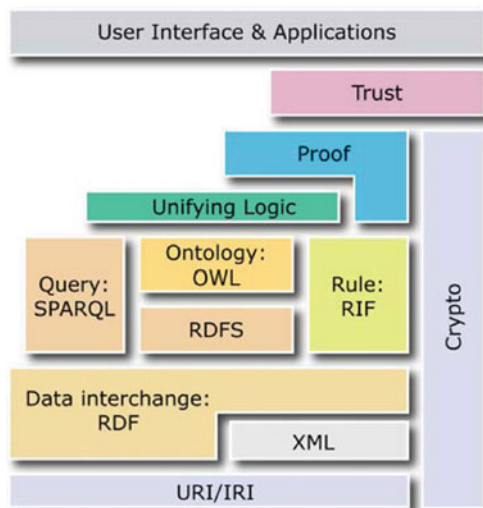 User Interface & Applications
Trust
Proof
Unifying Logic
Ontology:
OWL
Query:
SPARQL
Rule:
RIF
RDFS
Crypto
Data interchange:
RDF
XML
URI/IRI